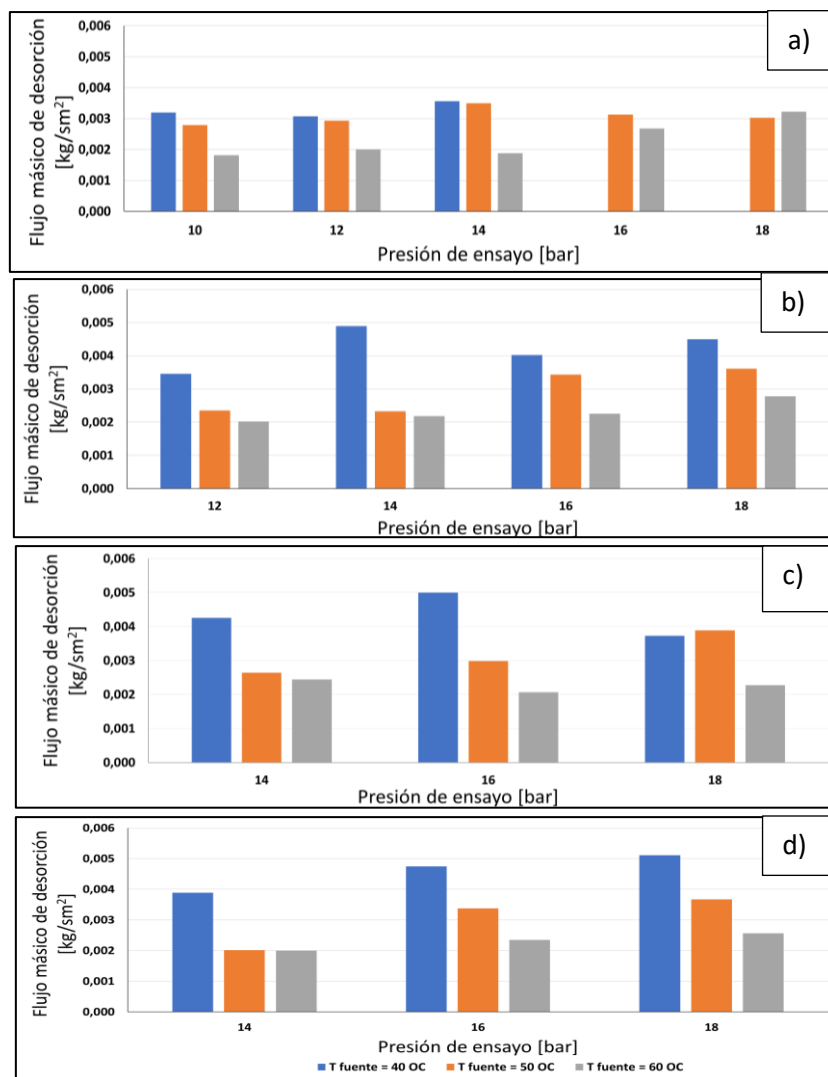 a)
Flujo másico de desorción
[kg/sm²]
0,006
0,005
0,004
0,003
0,002
0,001
0,000
10 12 14 16 18
Presión de ensayo [bar]
b)
Flujo másico de desorción
[kg/sm²]
0,006
0,005
0,004
0,003
0,002
0,001
0,000
12 14 16 18
Presión de ensayo [bar]
c)
Flujo másico de desorción
[kg/sm²]
0,006
0,005
0,004
0,003
0,002
0,001
0,000
14 16 18
Presión de ensayo [bar]
d)
Flujo másico de desorción
[kg/sm²]
0,006
0,005
0,004
0,003
0,002
0,001
0,000
14 16 18
Presión de ensayo [bar]
T fuente = 40 OC T fuente = 50 OC T fuente = 60 OC